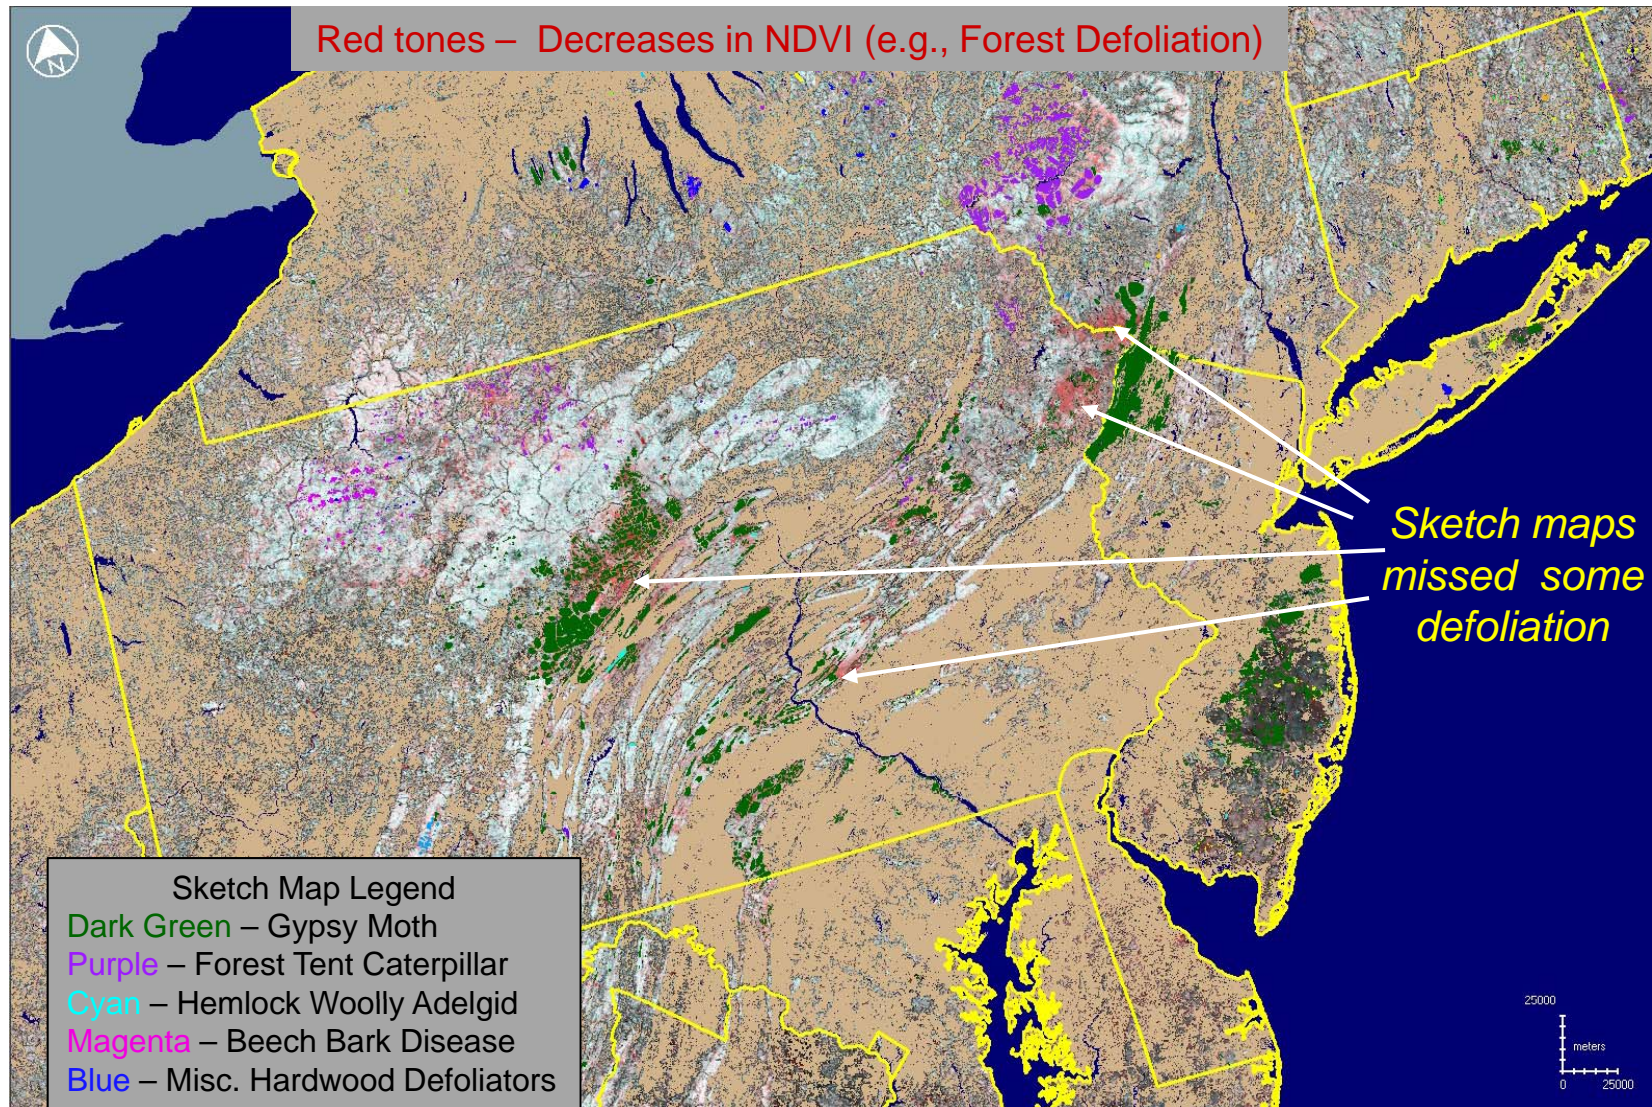 Red tones – Decreases in NDVI (e.g., Forest Defoliation)
N
Sketch maps
missed some
defoliation
Sketch Map Legend
Dark Green – Gypsy Moth
Purple – Forest Tent Caterpillar
Cyan – Hemlock Woolly Adelgid
Magenta – Beech Bark Disease
Blue – Misc. Hardwood Defoliators
25000
meters
0 25000